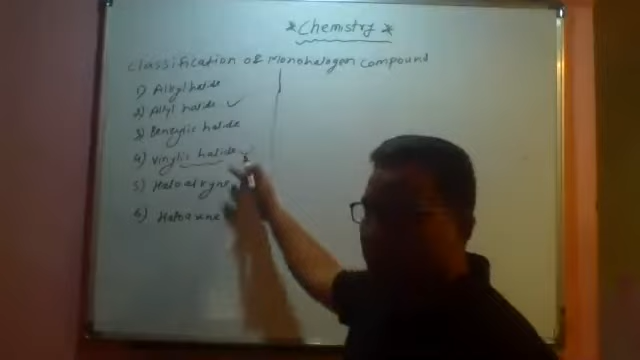 *Chemistry*
Classification of Monohalogen Compound
1) Alkyl halide
2) Allyl halide ✓
3) Benzylic halide
4) Vinylic halide ✓
5) Haloalkyne
6) Haloarene